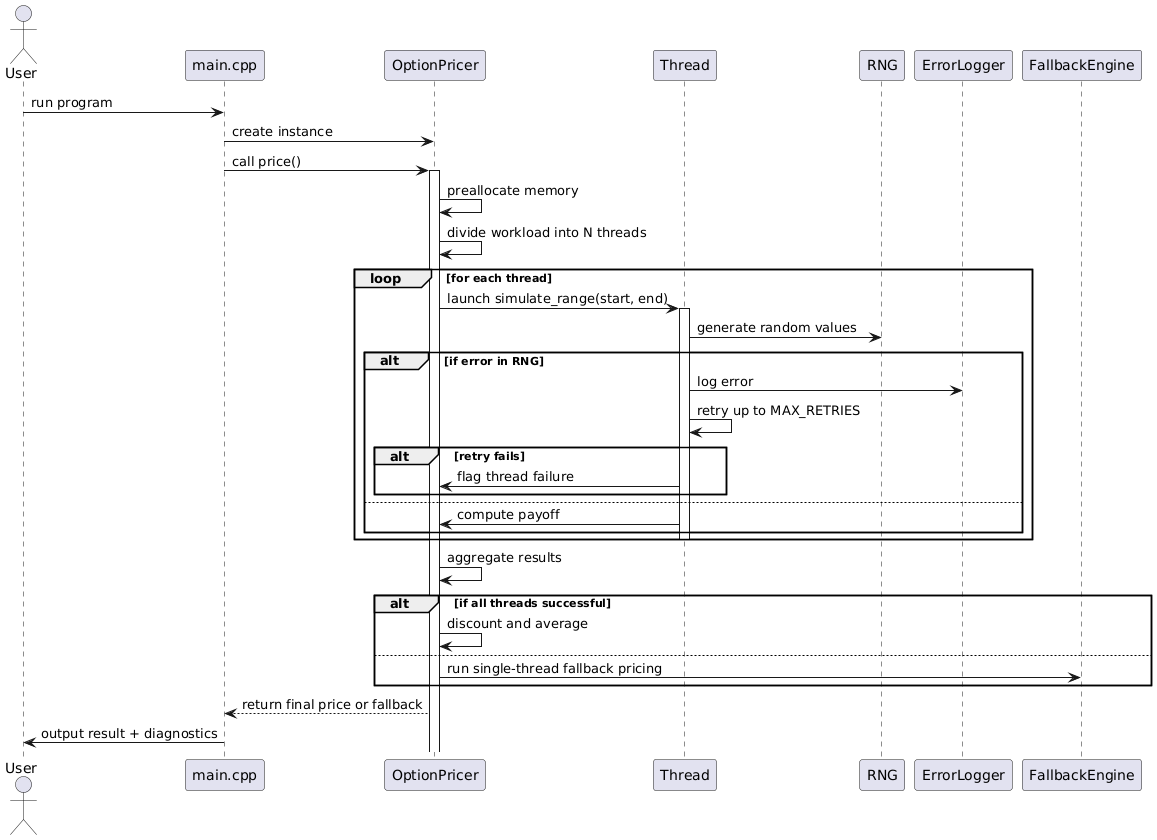 User
main.cpp
OptionPricer
Thread
RNG
ErrorLogger
FallbackEngine
run program
create instance
call price()
preallocate memory
divide workload into N threads
loop
[for each thread]
launch simulate_range(start, end)
generate random values
alt
[if error in RNG]
log error
retry up to MAX_RETRIES
alt
[retry fails]
flag thread failure
compute payoff
aggregate results
alt
[if all threads successful]
discount and average
run single-thread fallback pricing
return final price or fallback
output result + diagnostics
User
main.cpp
OptionPricer
Thread
RNG
ErrorLogger
FallbackEngine